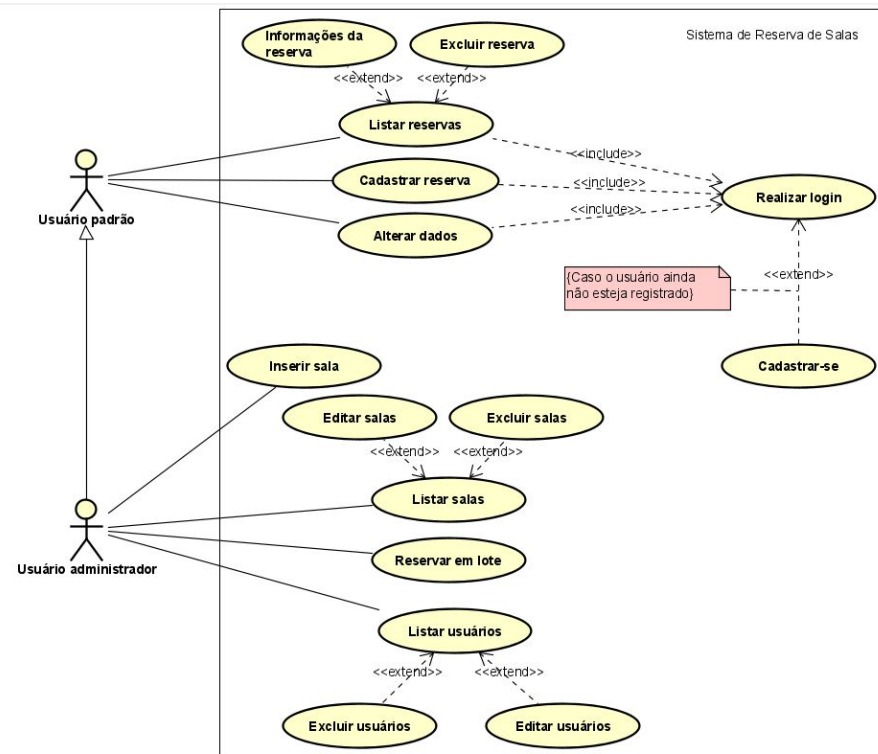 Informações da
reserva
Excluir reserva
Sistema de Reserva de Salas
<<extend>>
<<extend>>
Listar reservas
<<include>>
Cadastrar reserva
<<include>>
Realizar login
Usuário padrão
Alterar dados
<<include>>
{Caso o usuário ainda
não esteja registrado}
<<extend>>
Inserir sala
Cadastrar-se
Editar salas
Excluir salas
<<extend>>
<<extend>>
Listar salas
Reservar em lote
Usuário administrador
Listar usuários
<<extend>>
<<extend>>
Excluir usuários
Editar usuários